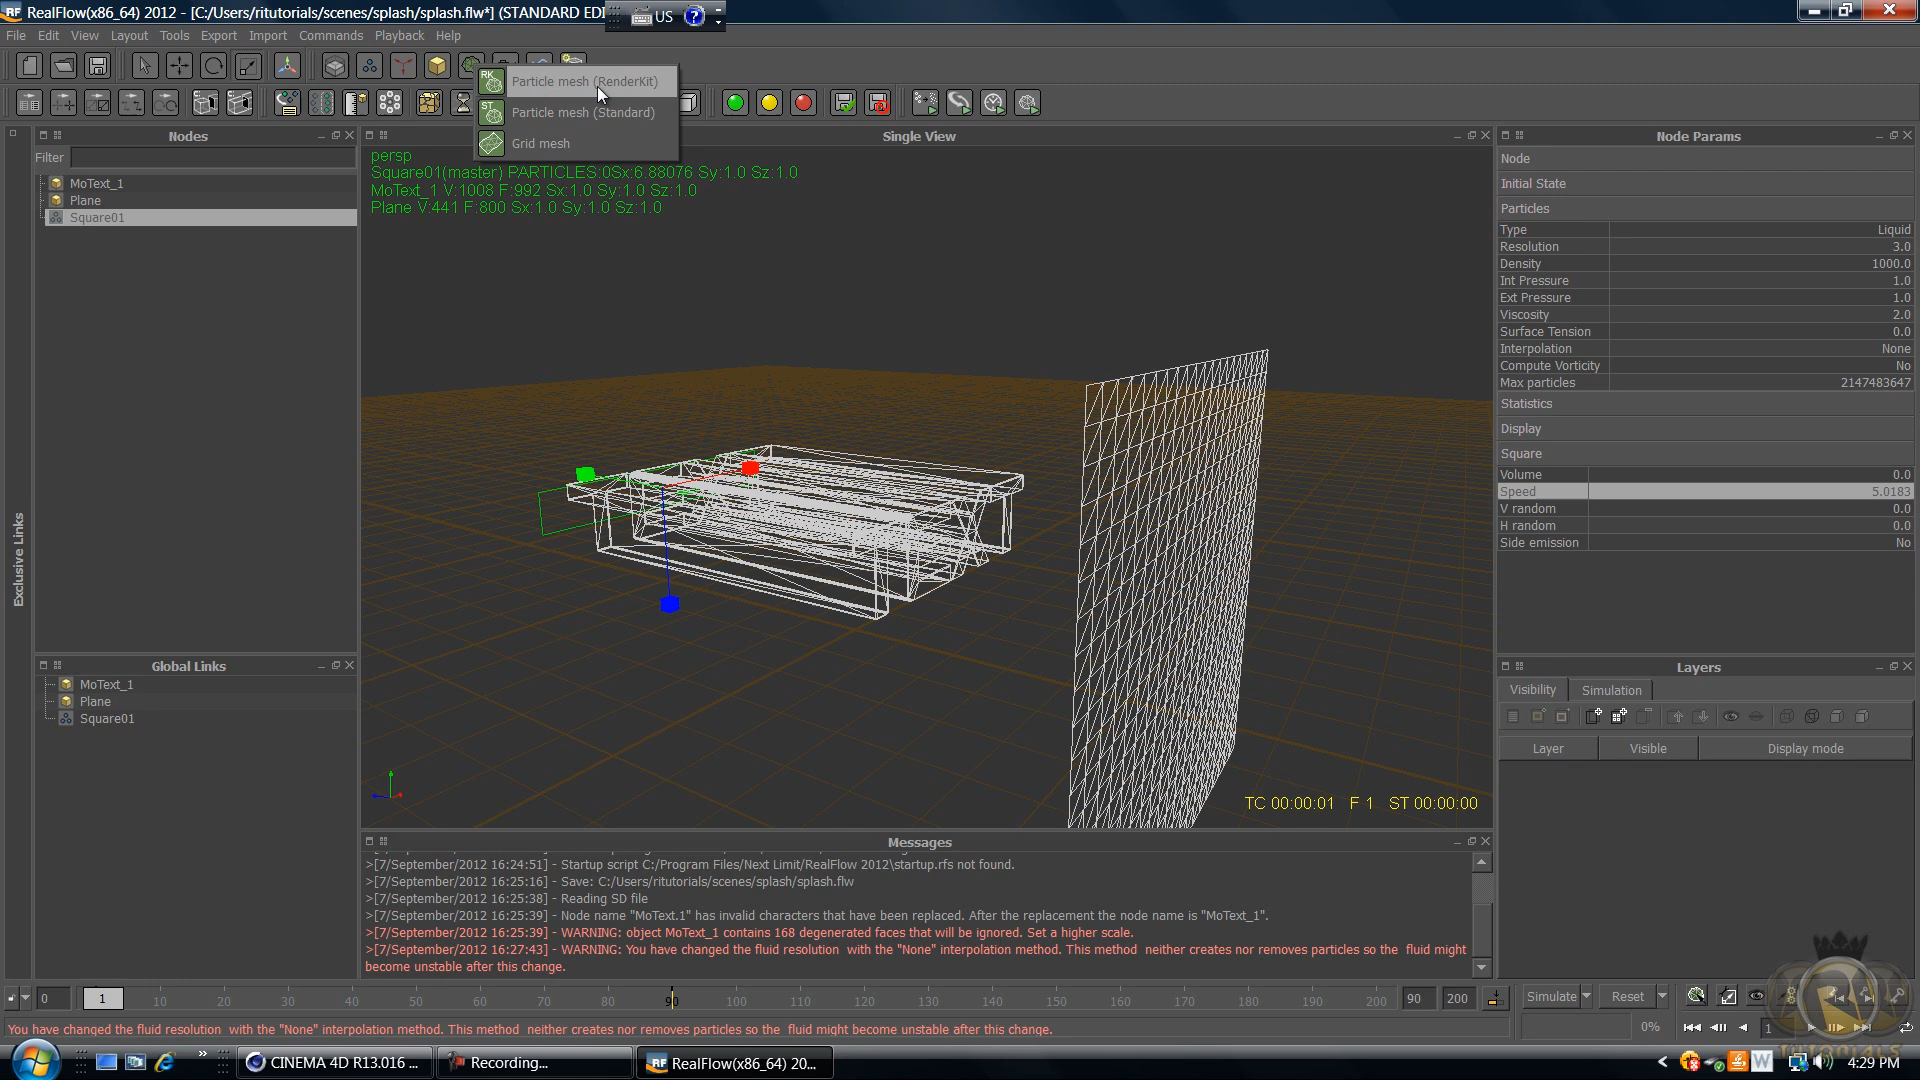 RealFlow(x86_64) 2012 - [C:/Users/ritutorials/scenes/splash/splash.flw*] (STANDARD EDI
US
File Edit View Layout Tools Export Import Commands Playback Help
RK Particle mesh (RenderKit)
ST Particle mesh (Standard)
Grid mesh
Nodes
Filter
MoText_1
Plane
Square01
Single View
persp
Square01(master) PARTICLES:0Sx:6.88076 Sy:1.0 Sz:1.0
MoText_1 V:1008 F:992 Sx:1.0 Sy:1.0 Sz:1.0
Plane V:441 F:800 Sx:1.0 Sy:1.0 Sz:1.0
TC 00:00:01 F 1 ST 00:00:00
Node Params
Node
Initial State
Particles
Type Liquid
Resolution 3.0
Density 1000.0
Int Pressure 1.0
Ext Pressure 1.0
Viscosity 2.0
Surface Tension 0.0
Interpolation None
Compute Vorticity No
Max particles 2147483647
Statistics
Display
Square
Volume 0.0
Speed 5.0183
V random 0.0
H random 0.0
Side emission No
Exclusive Links
Global Links
MoText_1
Plane
Square01
Layers
Visibility Simulation
Layer Visible Display mode
Messages
>[7/September/2012 16:24:51] - Startup script C:/Program Files/Next Limit/RealFlow 2012\startup.rfs not found.
>[7/September/2012 16:25:16] - Save: C:/Users/ritutorials/scenes/splash/splash.flw
>[7/September/2012 16:25:38] - Reading SD file
>[7/September/2012 16:25:39] - Node name "MoText.1" has invalid characters that have been replaced. After the replacement the node name is "MoText_1".
>[7/September/2012 16:25:39] - WARNING: object MoText_1 contains 168 degenerated faces that will be ignored. Set a higher scale.
>[7/September/2012 16:27:43] - WARNING: You have changed the fluid resolution with the "None" interpolation method. This method neither creates nor removes particles so the fluid might
become unstable after this change.
0 1 10 20 30 40 50 60 70 80 90 100 110 120 130 140 150 160 170 180 190 200 90 200
Simulate Reset
0% 1
You have changed the fluid resolution with the "None" interpolation method. This method neither creates nor removes particles so the fluid might become unstable after this change.
R TUTORIALS
CINEMA 4D R13.016 ... Recording... RF RealFlow(x86_64) 20... 4:29 PM